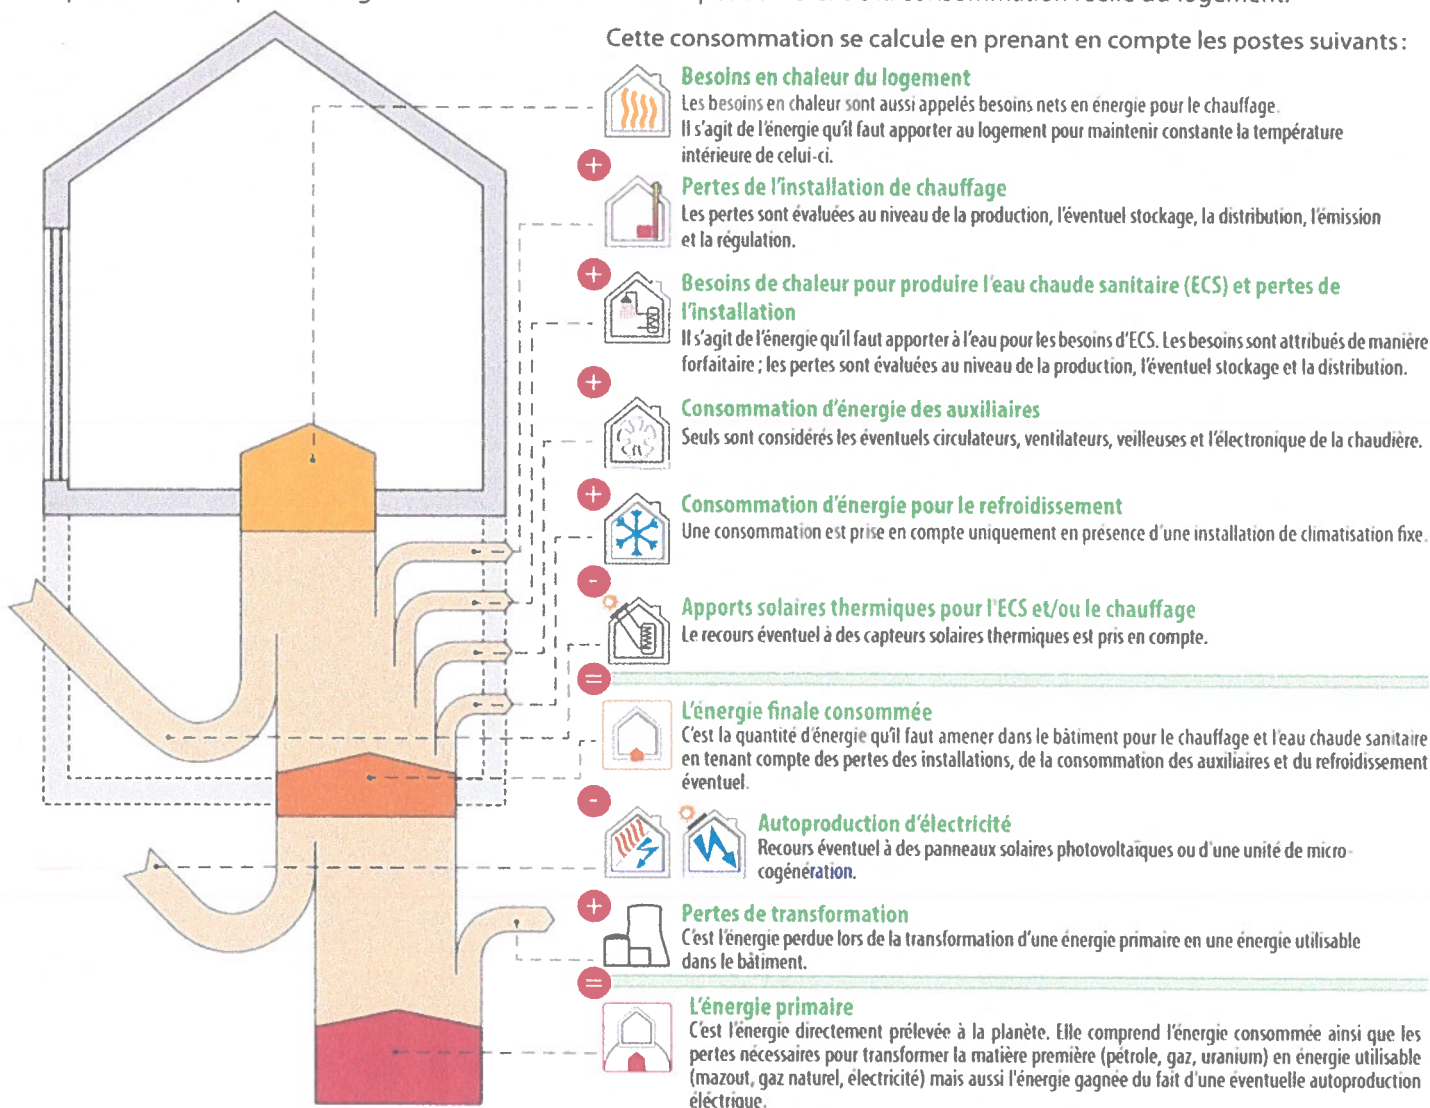 Cette consommation se calcule en prenant en compte les postes suivants :
Besoins en chaleur du logement
Les besoins en chaleur sont aussi appelés besoins nets en énergie pour le chauffage.
Il s'agit de l'énergie qu'il faut apporter au logement pour maintenir constante la température
intérieure de celui-ci.
+
Pertes de l'installation de chauffage
Les pertes sont évaluées au niveau de la production, l'éventuel stockage, la distribution, l'émission
et la régulation.
+
Besoins de chaleur pour produire l'eau chaude sanitaire (ECS) et pertes de
l'installation
Il s'agit de l'énergie qu'il faut apporter à l'eau pour les besoins d'ECS. Les besoins sont attribués de manière
forfaitaire ; les pertes sont évaluées au niveau de la production, l'éventuel stockage et la distribution.
+
Consommation d'énergie des auxiliaires
Seuls sont considérés les éventuels circulateurs, ventilateurs, veilleuses et l'électronique de la chaudière.
+
Consommation d'énergie pour le refroidissement
Une consommation est prise en compte uniquement en présence d'une installation de climatisation fixe.
-
Apports solaires thermiques pour l'ECS et/ou le chauffage
Le recours éventuel à des capteurs solaires thermiques est pris en compte.
=
L'énergie finale consommée
C'est la quantité d'énergie qu'il faut amener dans le bâtiment pour le chauffage et l'eau chaude sanitaire
en tenant compte des pertes des installations, de la consommation des auxiliaires et du refroidissement
éventuel.
-
Autoproduction d'électricité
Recours éventuel à des panneaux solaires photovoltaïques ou d'une unité de micro-
cogénération.
+
Pertes de transformation
C'est l'énergie perdue lors de la transformation d'une énergie primaire en une énergie utilisable
dans le bâtiment.
=
L'énergie primaire
C'est l'énergie directement prélevée à la planète. Elle comprend l'énergie consommée ainsi que les
pertes nécessaires pour transformer la matière première (pétrole, gaz, uranium) en énergie utilisable
(mazout, gaz naturel, électricité) mais aussi l'énergie gagnée du fait d'une éventuelle autoproduction
éléctrique.